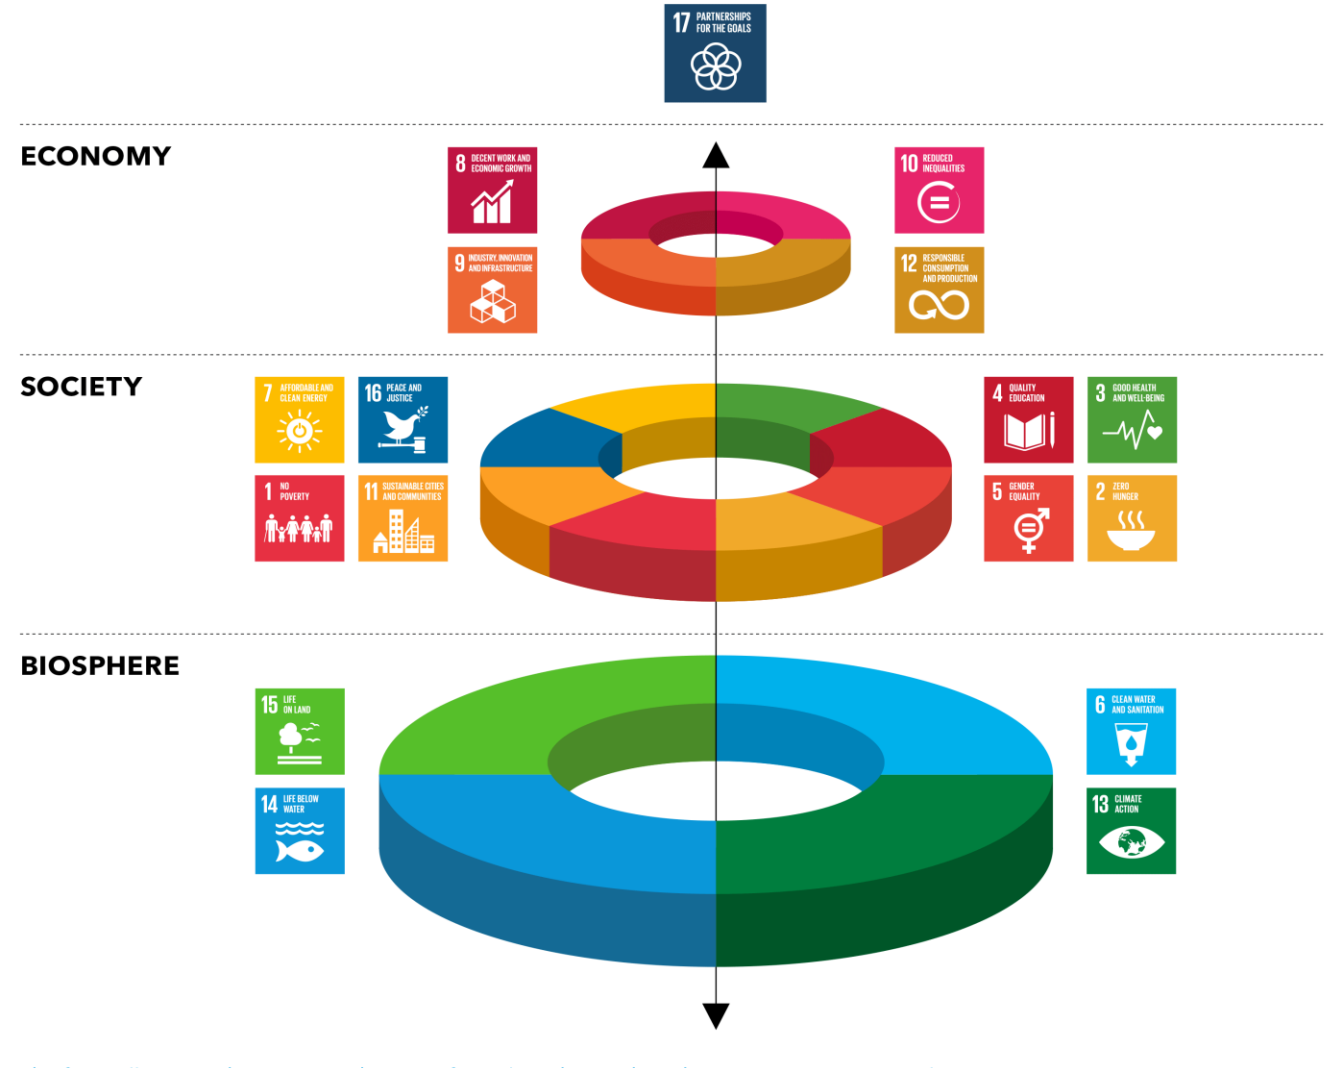 17 PARTNERSHIPS
FOR THE GOALS
ECONOMY
8 DECENT WORK AND
ECONOMIC GROWTH
10 REDUCED
INEQUALITIES
9 INDUSTRY, INNOVATION
AND INFRASTRUCTURE
12 RESPONSIBLE
CONSUMPTION
AND PRODUCTION
SOCIETY
7 AFFORDABLE AND
CLEAN ENERGY
16 PEACE AND
JUSTICE
4 QUALITY
EDUCATION
3 GOOD HEALTH
AND WELL-BEING
1 NO
POVERTY
11 SUSTAINABLE CITIES
AND COMMUNITIES
5 GENDER
EQUALITY
2 ZERO
HUNGER
BIOSPHERE
15 LIFE
ON LAND
6 CLEAN WATER
AND SANITATION
14 LIFE BELOW
WATER
13 CLIMATE
ACTION